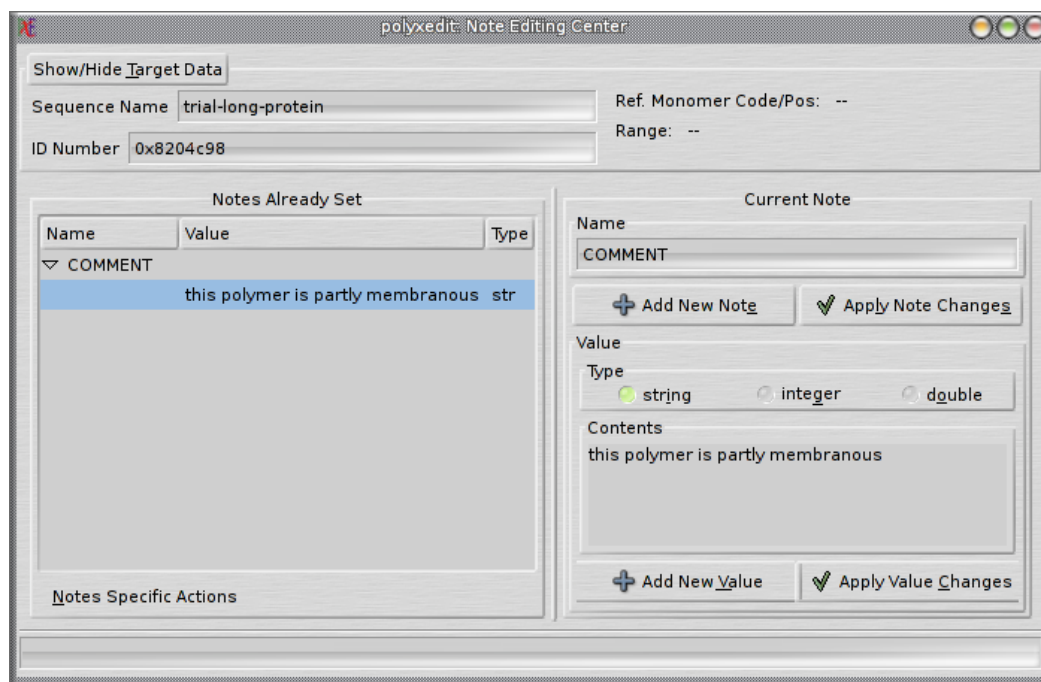 polyxedit: Note Editing Center
Show/Hide Target Data
Sequence Name trial-long-protein
Ref. Monomer Code/Pos: --
ID Number 0x8204c98
Range: --
Notes Already Set
Name Value Type
COMMENT
this polymer is partly membranous str
Notes Specific Actions
Current Note
Name
COMMENT
Add New Note Apply Note Changes
Value
Type
string integer double
Contents
this polymer is partly membranous
Add New Value Apply Value Changes